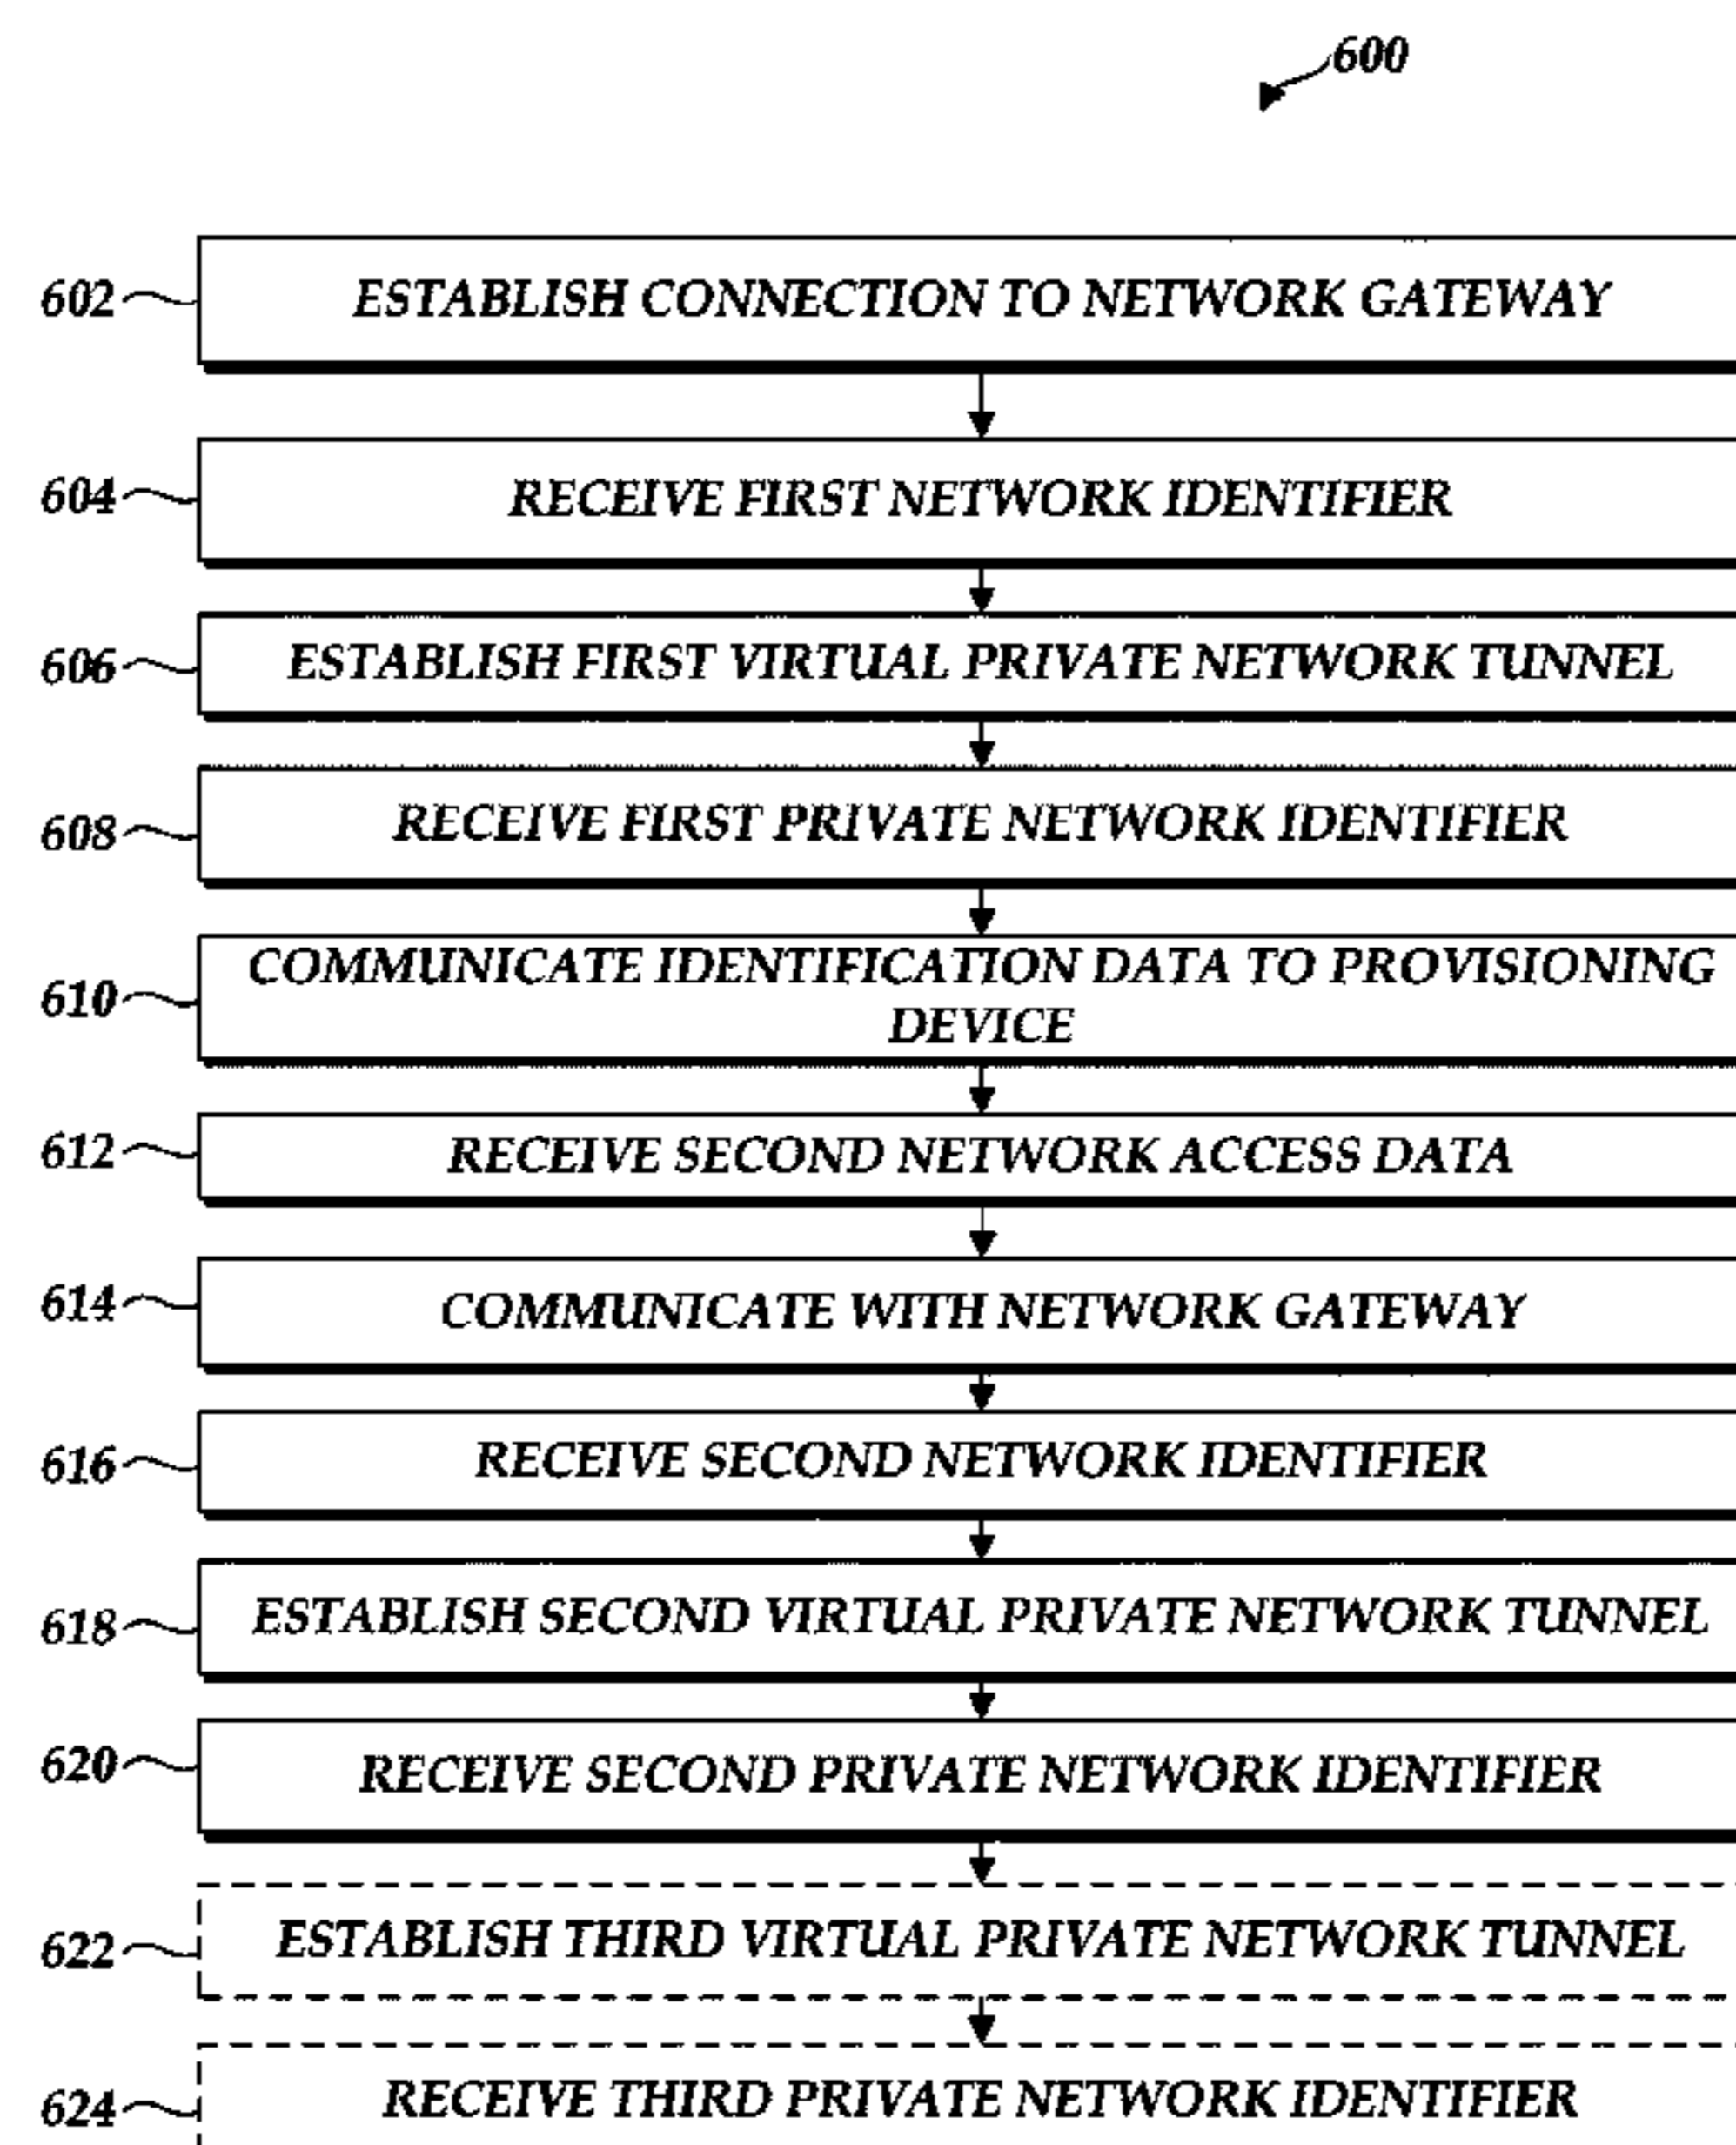 600
602 ESTABLISH CONNECTION TO NETWORK GATEWAY
604 RECEIVE FIRST NETWORK IDENTIFIER
606 ESTABLISH FIRST VIRTUAL PRIVATE NETWORK TUNNEL
608 RECEIVE FIRST PRIVATE NETWORK IDENTIFIER
610 COMMUNICATE IDENTIFICATION DATA TO PROVISIONING
DEVICE
612 RECEIVE SECOND NETWORK ACCESS DATA
614 COMMUNICATE WITH NETWORK GATEWAY
616 RECEIVE SECOND NETWORK IDENTIFIER
618 ESTABLISH SECOND VIRTUAL PRIVATE NETWORK TUNNEL
620 RECEIVE SECOND PRIVATE NETWORK IDENTIFIER
622 ESTABLISH THIRD VIRTUAL PRIVATE NETWORK TUNNEL
624 RECEIVE THIRD PRIVATE NETWORK IDENTIFIER